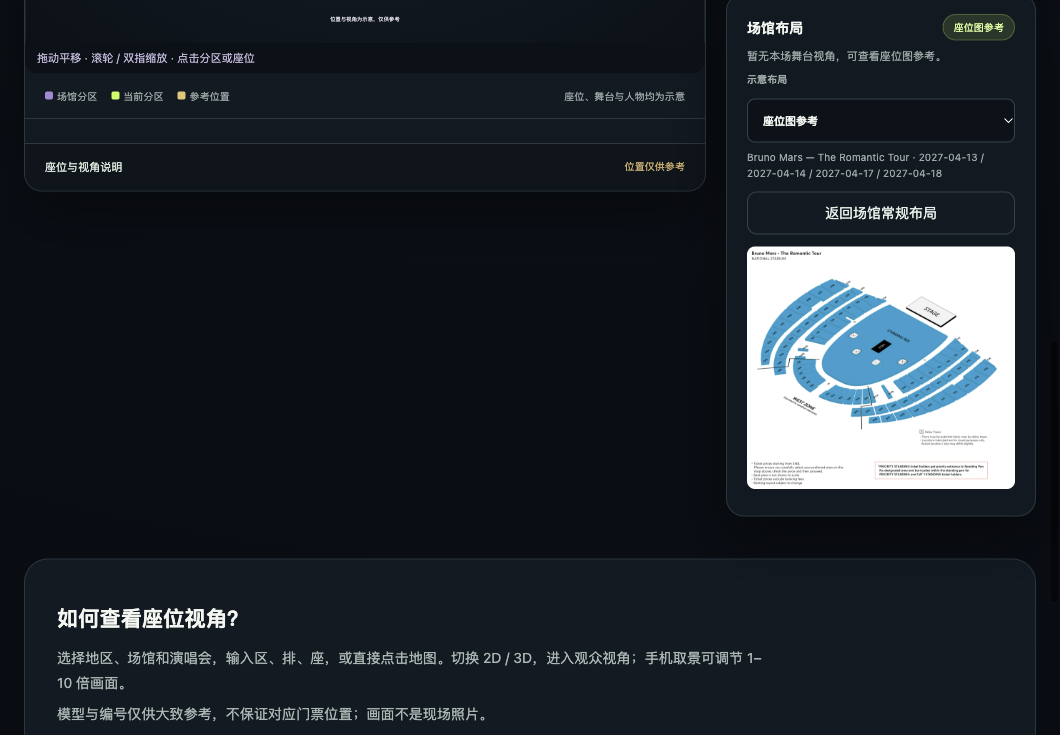 位置与视角为示意，仅供参考
拖动平移 · 滚轮 / 双指缩放 · 点击分区或座位
场馆分区
当前分区
参考位置
座位、舞台与人物均为示意
座位与视角说明
位置仅供参考
场馆布局
座位图参考
暂无本场舞台视角，可查看座位图参考。
示意布局
座位图参考
Bruno Mars — The Romantic Tour · 2027-04-13 /
2027-04-14 / 2027-04-17 / 2027-04-18
返回场馆常规布局
Bruno Mars - The Romantic Tour
NATIONAL STADIUM
STAGE
WEST ZONE
如何查看座位视角?
选择地区、场馆和演唱会，输入区、排、座，或直接点击地图。切换 2D / 3D，进入观众视角；手机取景可调节 1–
10 倍画面。
模型与编号仅供大致参考，不保证对应门票位置；画面不是现场照片。